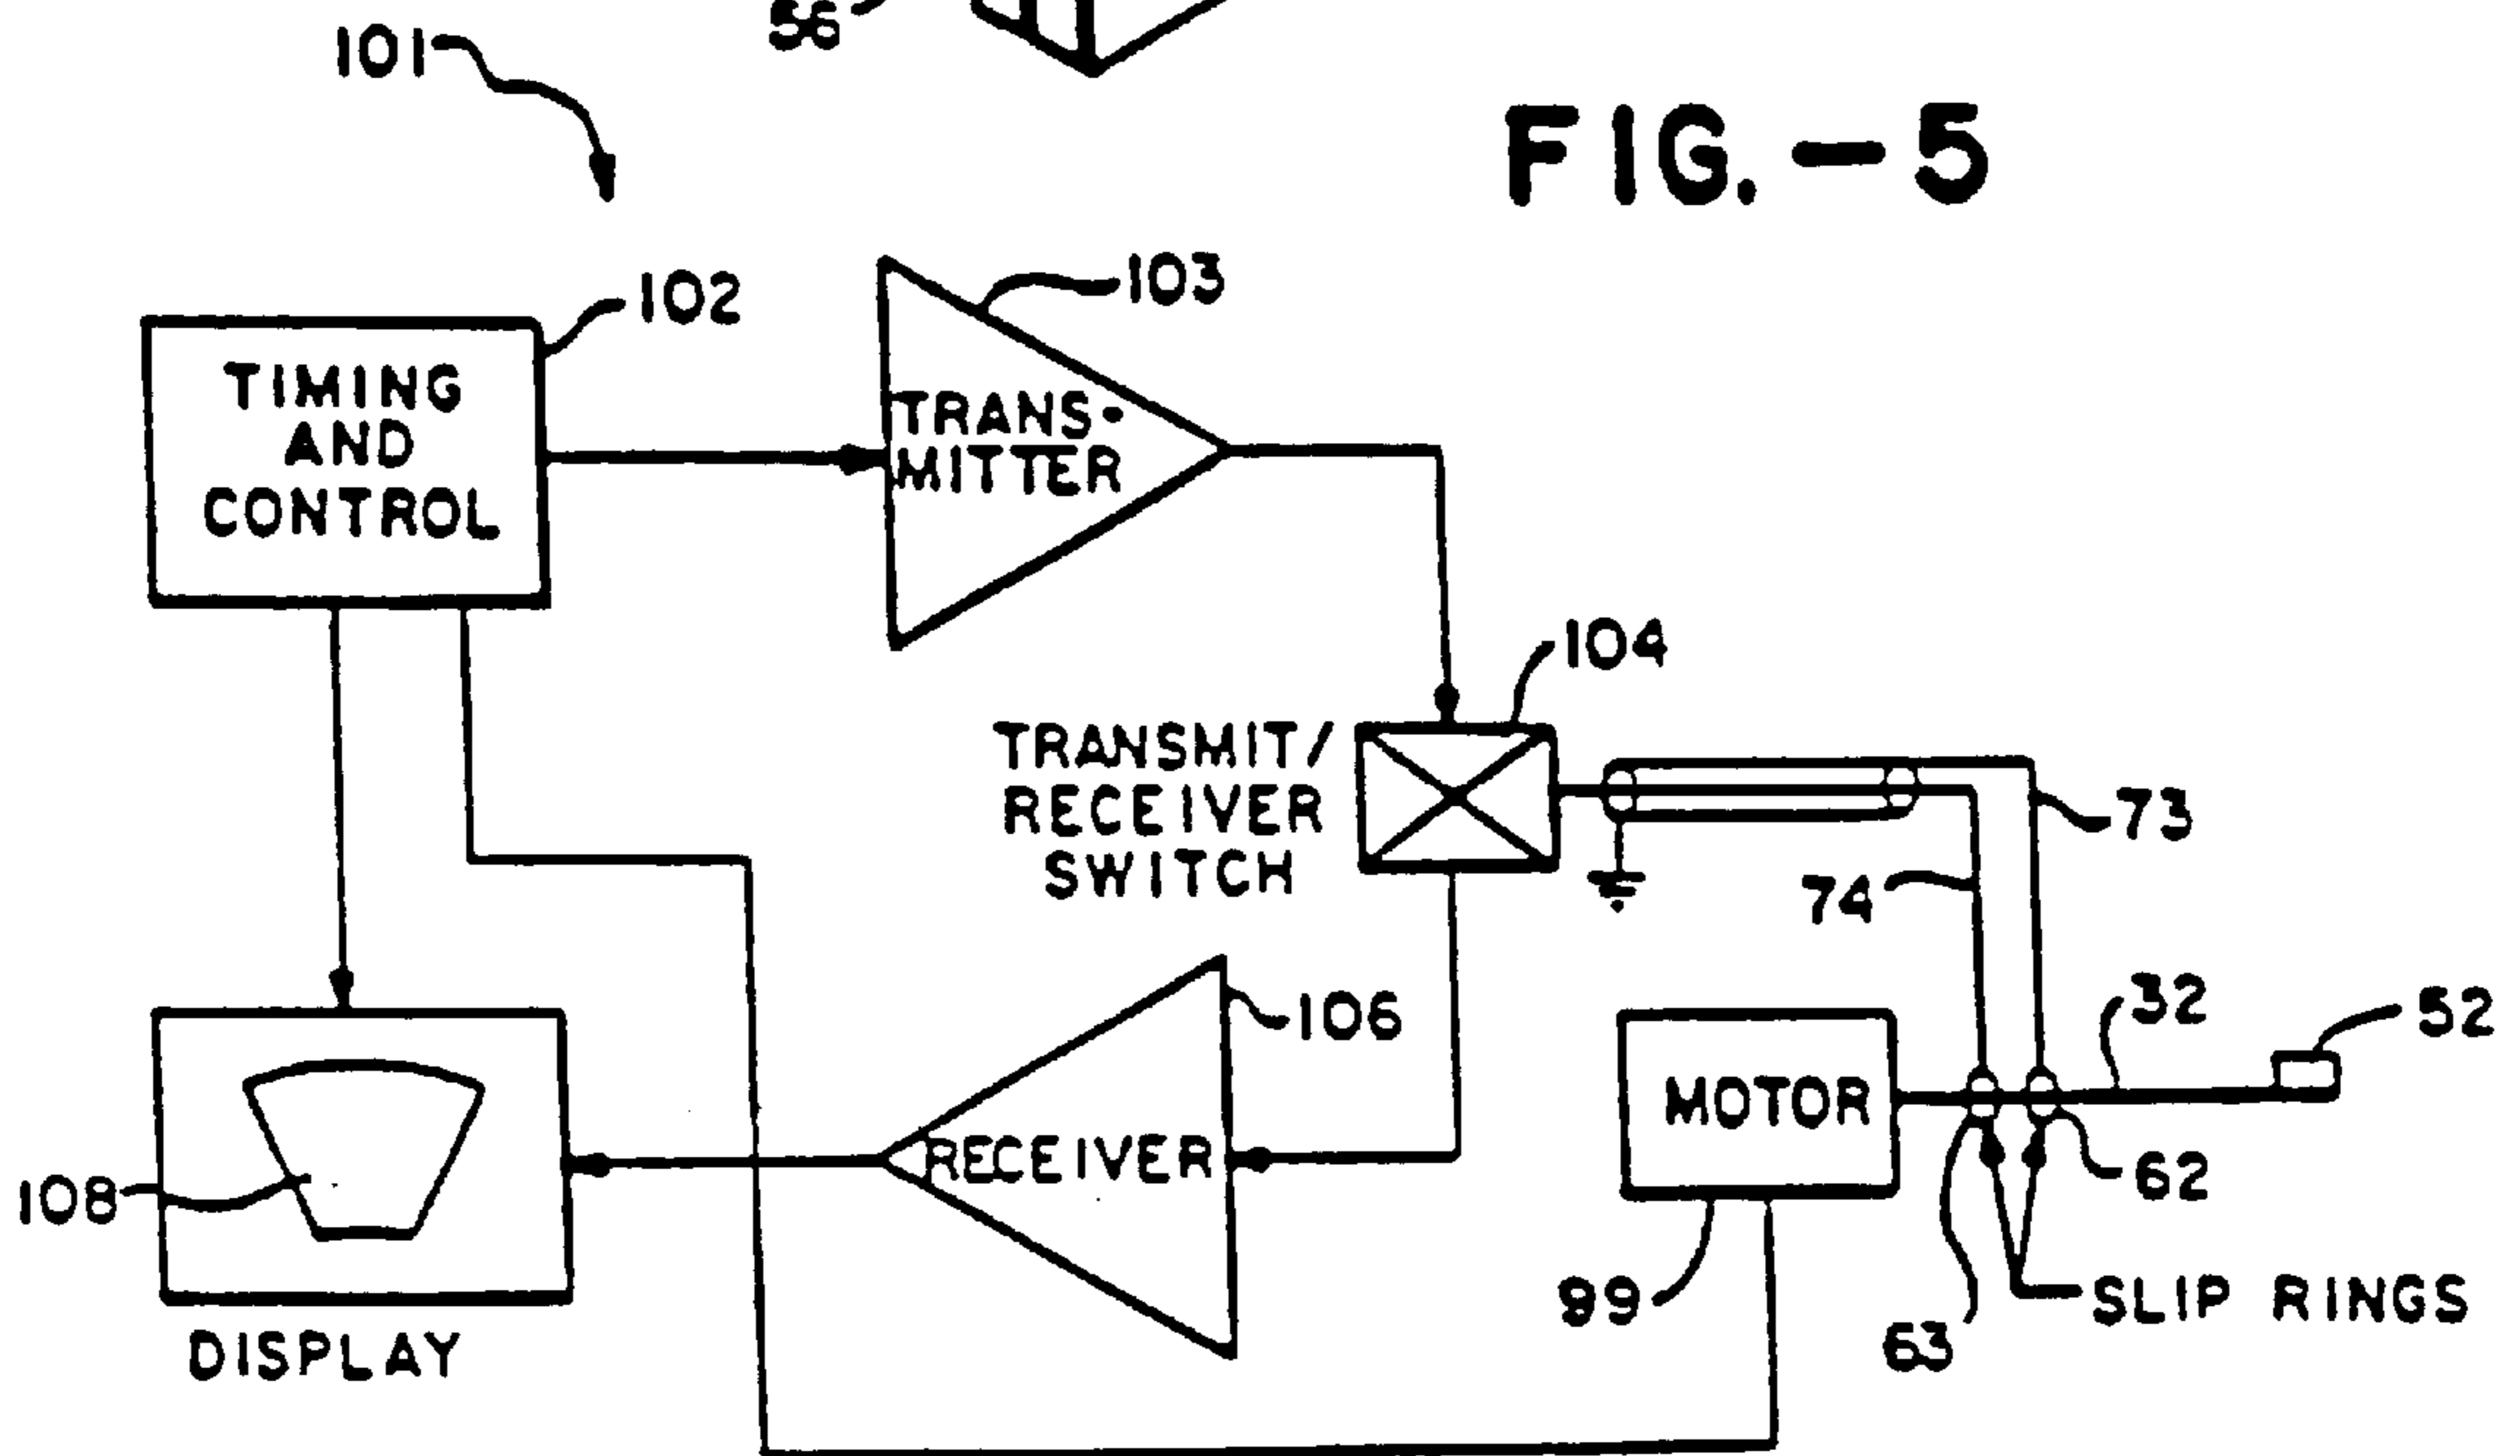 56
101
FIG.-5
102
103
TIMING
AND
CONTROL
TRANS-
MITTER
104
TRANSMIT/
RECEIVER
SWITCH
73
74
32
52
106
MOTOR
RECEIVER
108
62
99
SLIP RINGS
63
DISPLAY